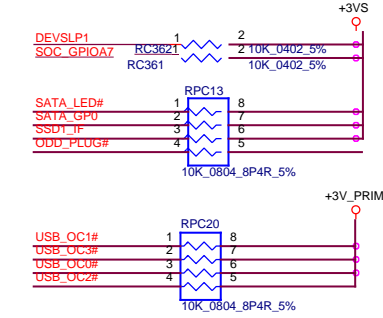 +3VS
DEVSLP1 1 2
SOC_GPIOA7 RC3621 2 10K_0402_5%
RC361 10K_0402_5%
RPC13
SATA_LED# 1 8
SATA_GP0 2 7
SSD1_IF 3 6
ODD_PLUG# 4 5
10K_0804_8P4R_5%
+3V_PRIM
RPC20
USB_OC1# 1 8
USB_OC3# 2 7
USB_OC0# 3 6
USB_OC2# 4 5
10K_0804_8P4R_5%